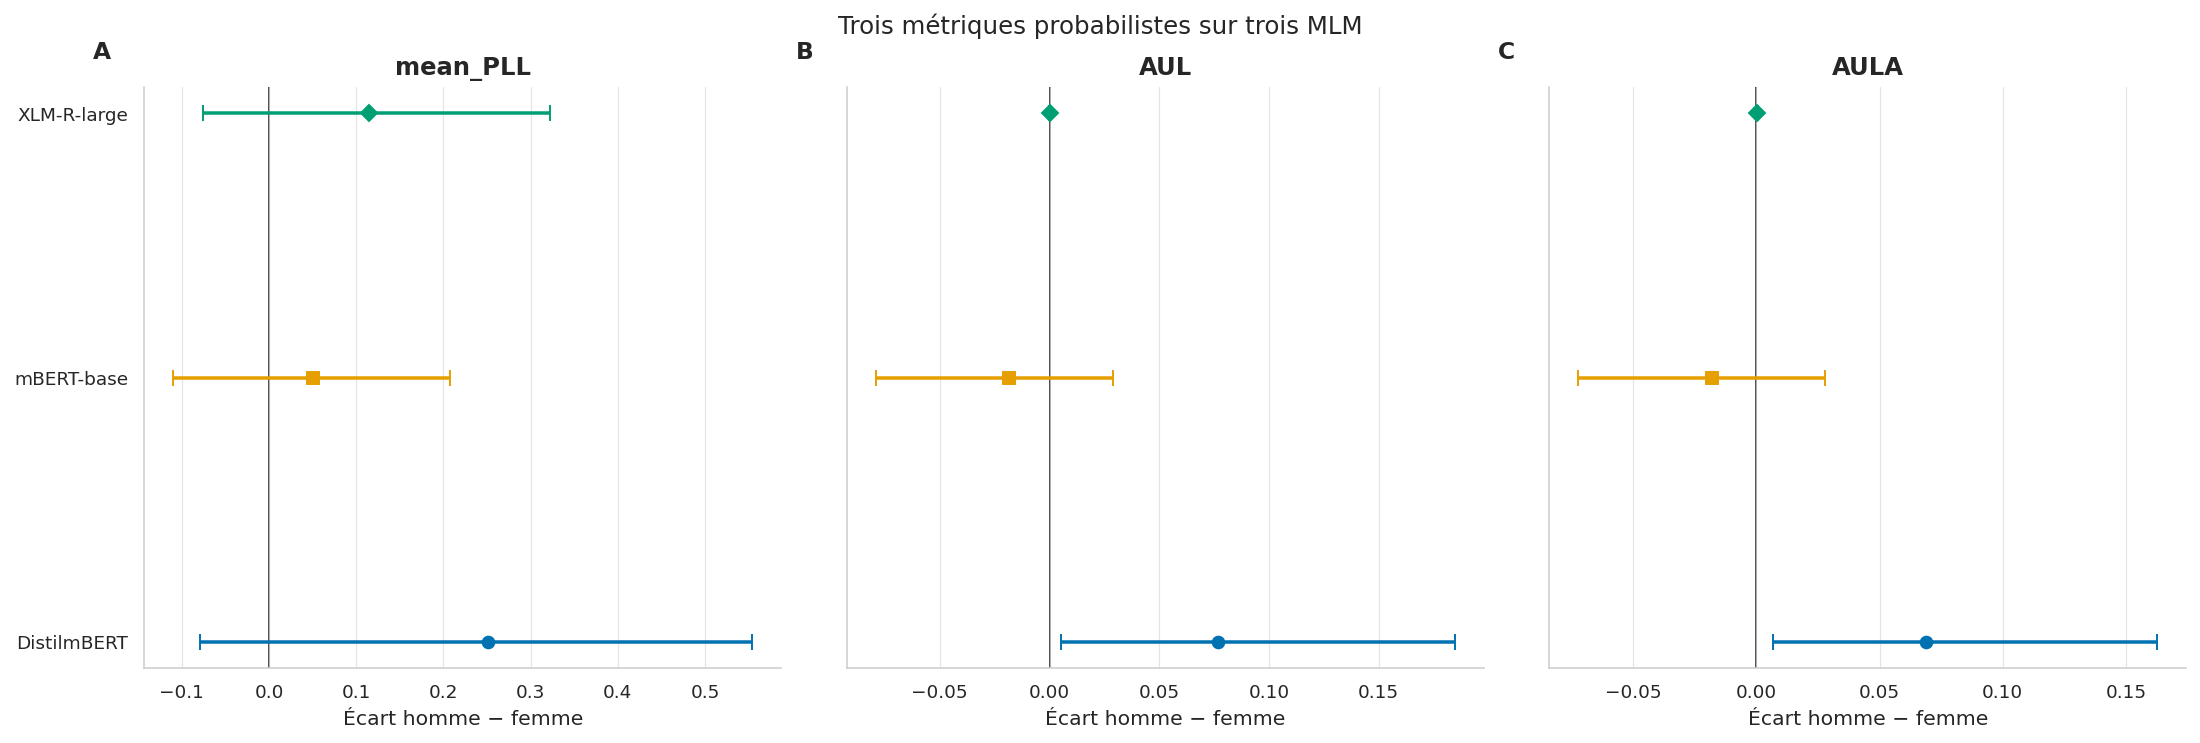 Trois métriques probabilistes sur trois MLM
A
mean_PLL
XLM-R-large
mBERT-base
DistilmBERT
−0.1 0.0 0.1 0.2 0.3 0.4 0.5
Écart homme − femme
B
AUL
−0.05 0.00 0.05 0.10 0.15
Écart homme − femme
C
AULA
−0.05 0.00 0.05 0.10 0.15
Écart homme − femme